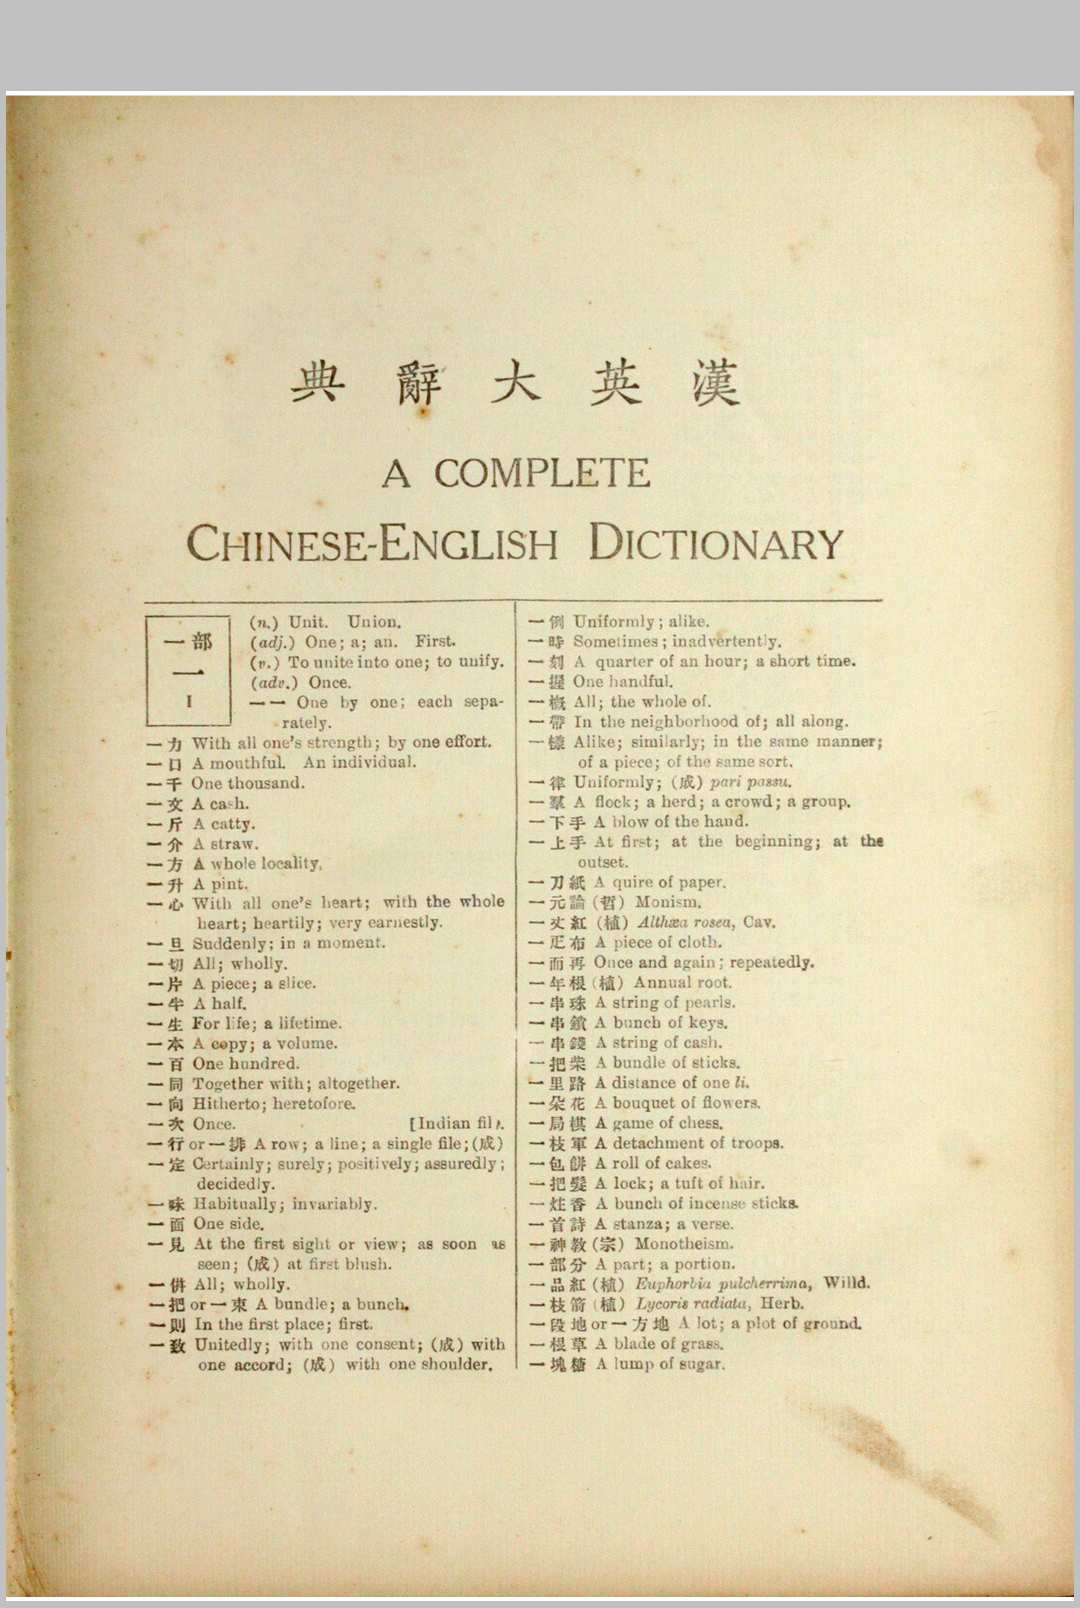 典辭大英漢
A COMPLETE
CHINESE-ENGLISH DICTIONARY
一部
一
I
(n.) Unit. Union.
(adj.) One; a; an. First.
(v.) To unite into one; to unify.
(adv.) Once.
一一 One by one; each sepa-
rately.
一力 With all one's strength; by one effort.
一口 A mouthful. An individual.
一千 One thousand.
一文 A cash.
一斤 A catty.
一介 A straw.
一方 A whole locality.
一升 A pint.
一心 With all one's heart; with the whole
heart; heartily; very earnestly.
一旦 Suddenly; in a moment.
一切 All; wholly.
一片 A piece; a slice.
一半 A half.
一生 For life; a lifetime.
一本 A copy; a volume.
一百 One hundred.
一同 Together with; altogether.
一向 Hitherto; heretofore.
一次 Once. [Indian file.
一行 or 一排 A row; a line; a single file; (成)
一定 Certainly; surely; positively; assuredly;
decidedly.
一味 Habitually; invariably.
一面 One side.
一見 At the first sight or view; as soon as
seen; (成) at first blush.
一併 All; wholly.
一把 or 一束 A bundle; a bunch.
一則 In the first place; first.
一致 Unitedly; with one consent; (成) with
one accord; (成) with one shoulder.
一例 Uniformly; alike.
一時 Sometimes; inadvertently.
一刻 A quarter of an hour; a short time.
一握 One handful.
一概 All; the whole of.
一帶 In the neighborhood of; all along.
一樣 Alike; similarly; in the same manner;
of a piece; of the same sort.
一律 Uniformly; (成) pari passu.
一羣 A flock; a herd; a crowd; a group.
一下手 A blow of the hand.
一上手 At first; at the beginning; at the
outset.
一刀紙 A quire of paper.
一元論 (哲) Monism.
一丈紅 (植) Althæa rosea, Cav.
一疋布 A piece of cloth.
一而再 Once and again; repeatedly.
一年根 (植) Annual root.
一串珠 A string of pearls.
一串鎖 A bunch of keys.
一串錢 A string of cash.
一把柴 A bundle of sticks.
一里路 A distance of one li.
一朵花 A bouquet of flowers.
一局棋 A game of chess.
一枝軍 A detachment of troops.
一包餅 A roll of cakes.
一把髮 A lock; a tuft of hair.
一炷香 A bunch of incense sticks.
一首詩 A stanza; a verse.
一神教 (宗) Monotheism.
一部分 A part; a portion.
一品紅 (植) Euphorbia pulcherrima, Willd.
一枝箭 (植) Lycoris radiata, Herb.
一段地 or 一方地 A lot; a plot of ground.
一根草 A blade of grass.
一塊糖 A lump of sugar.